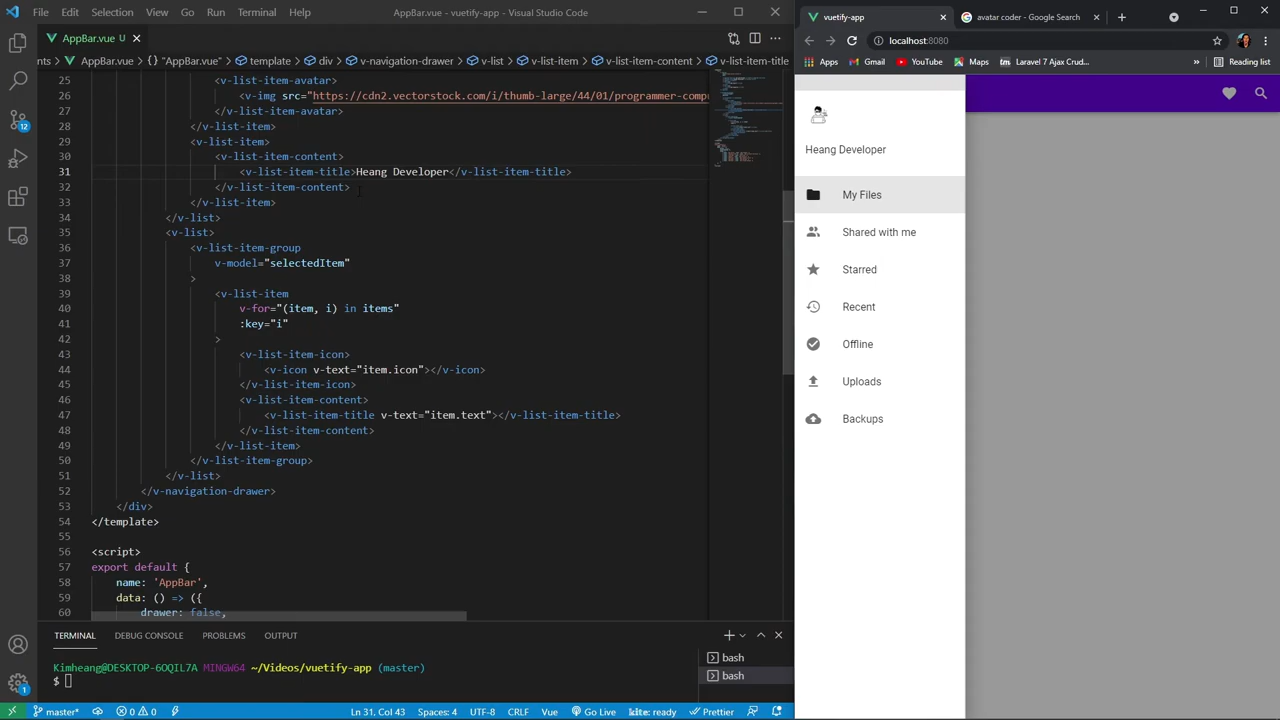 File Edit Selection View Go Run Terminal Help
AppBar.vue - vuetify-app - Visual Studio Code
AppBar.vue U
AppBar.vue > {} "AppBar.vue" > template > div > v-navigation-drawer > v-list > v-list-item > v-list-item-content > v-list-item-title
25 <v-list-item-avatar>
26 <v-img src="https://cdn2.vectorstock.com/i/thumb-large/44/01/programmer-compu
27 </v-list-item-avatar>
28 </v-list-item>
29 <v-list-item>
30 <v-list-item-content>
31 <v-list-item-title>Heang Developer</v-list-item-title>
32 </v-list-item-content>
33 </v-list-item>
34 </v-list>
35 <v-list>
36 <v-list-item-group
37 v-model="selectedItem"
38 >
39 <v-list-item
40 v-for="(item, i) in items"
41 :key="i"
42 >
43 <v-list-item-icon>
44 <v-icon v-text="item.icon"></v-icon>
45 </v-list-item-icon>
46 <v-list-item-content>
47 <v-list-item-title v-text="item.text"></v-list-item-title>
48 </v-list-item-content>
49 </v-list-item>
50 </v-list-item-group>
51 </v-list>
52 </v-navigation-drawer>
53 </div>
54 </template>
55
56 <script>
57 export default {
58 name: 'AppBar',
59 data: () => ({
60 drawer: false,
TERMINAL DEBUG CONSOLE PROBLEMS OUTPUT
Kimheang@DESKTOP-6OQIL7A MINGW64 ~/Videos/vuetify-app (master)
$
bash
bash
12
1
master* 0 0 Ln 31, Col 43 Spaces: 4 UTF-8 CRLF Vue Go Live kite: ready Prettier
vuetify-app
avatar coder - Google Search
localhost:8080
Apps Gmail YouTube Maps Laravel 7 Ajax Crud... » Reading list
Heang Developer
My Files
Shared with me
Starred
Recent
Offline
Uploads
Backups